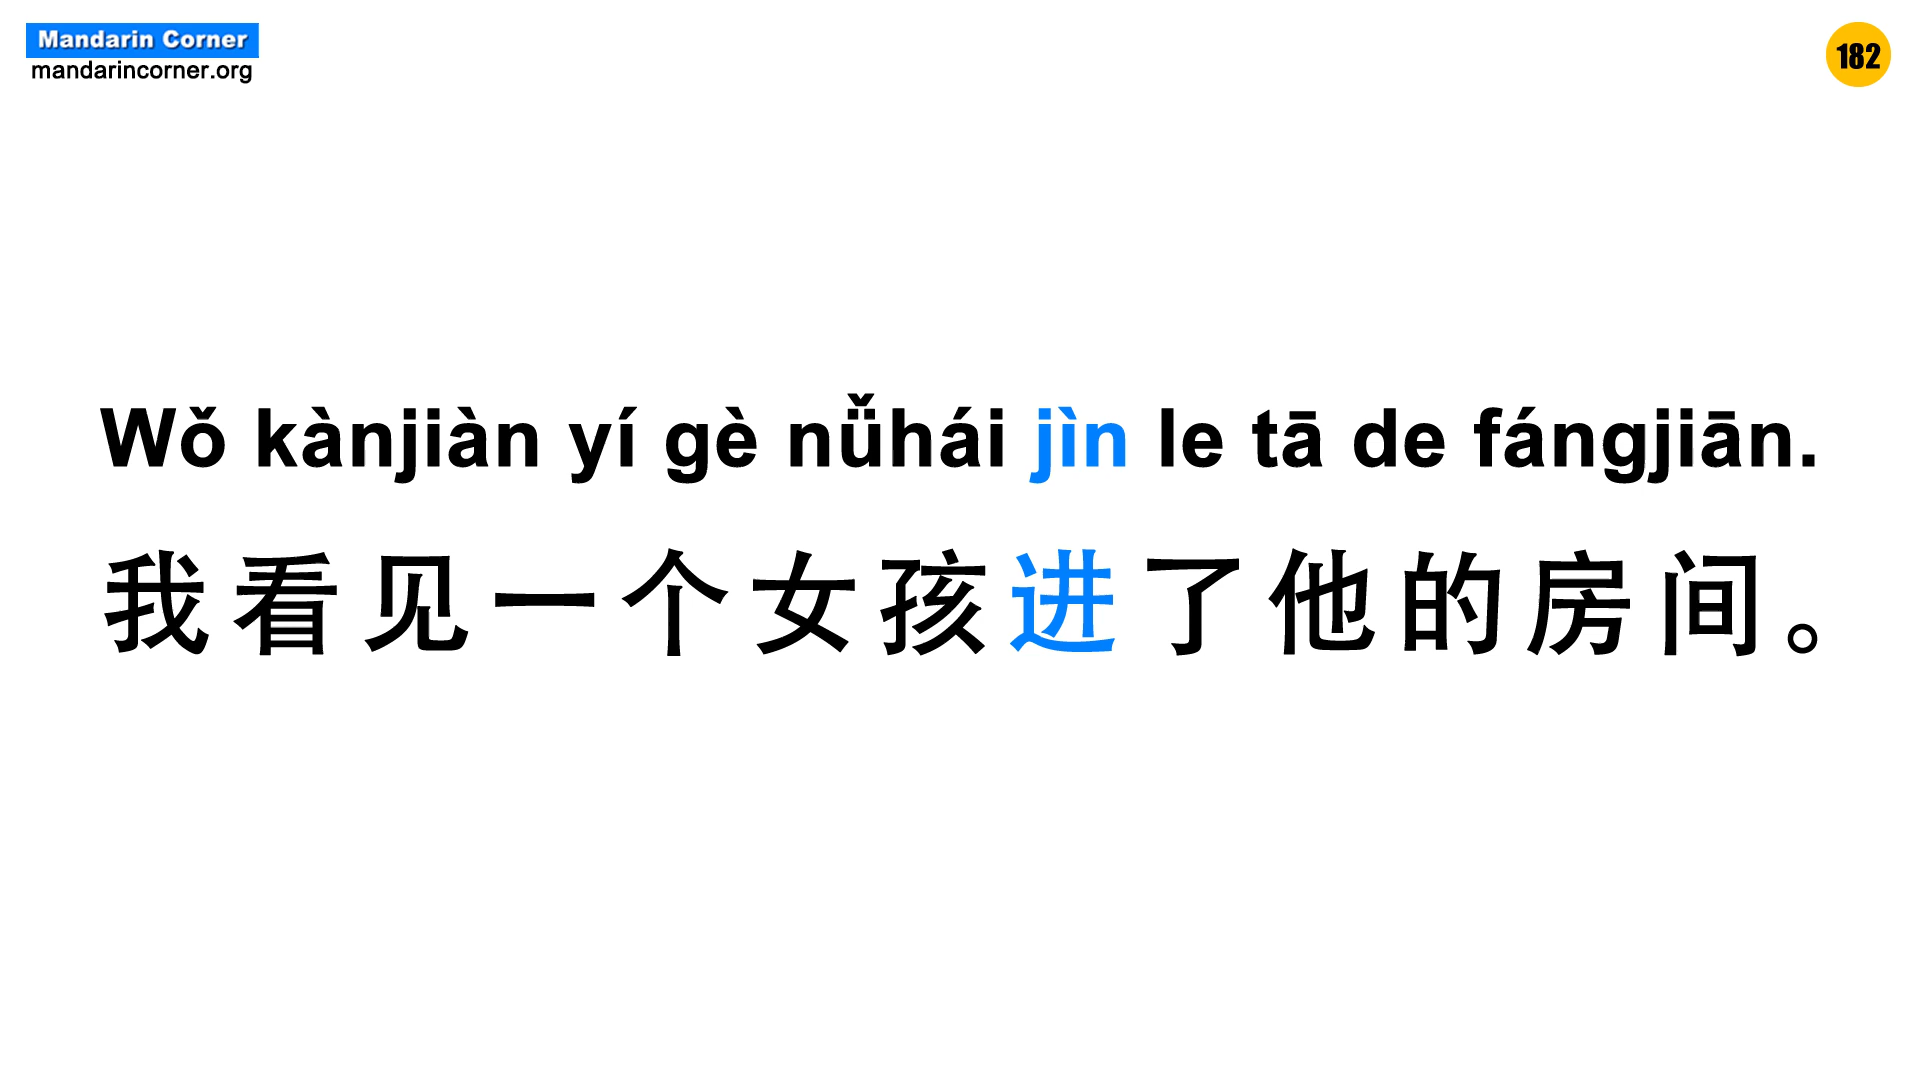 Mandarin Corner
mandarincorner.org
182
Wǒ kànjiàn yí gè nǚhái jìn le tā de fángjiān.
我看见一个女孩进了他的房间。